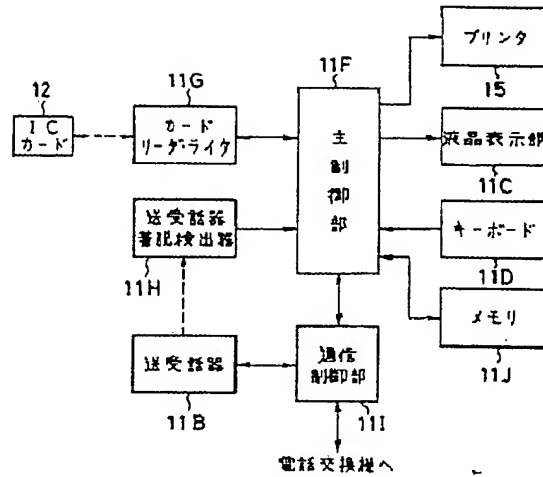 12
ＩＣ
カード
11G
カード
リーダ・ライタ
11F
主
制
御
部
プリンタ
15
液晶表示部
11C
キーボード
11D
メモリ
11J
送受話器
着脱検出器
11H
送受話器
11B
通信
制御部
11I
電話交換機へ